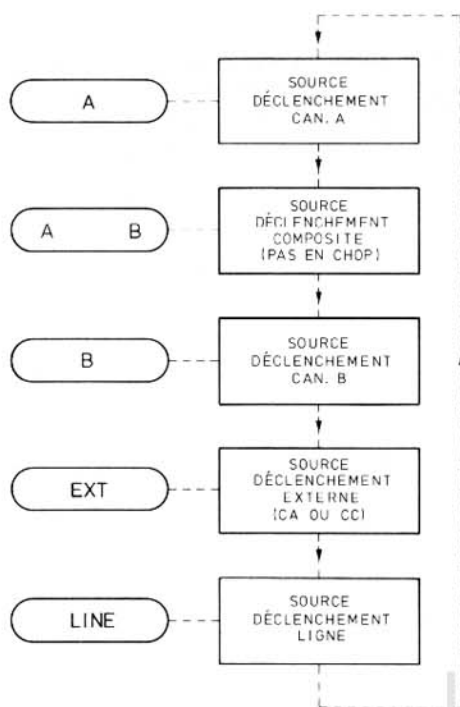 A
SOURCE
DÉCLENCHEMENT
CAN. A
A B
SOURCE
DÉCLENCHEMENT
COMPOSITE
(PAS EN CHOP)
B
SOURCE
DÉCLENCHEMENT
CAN. B
EXT
SOURCE
DÉCLENCHEMENT
EXTERNE
(CA OU CC)
LINE
SOURCE
DÉCLENCHEMENT
LIGNE